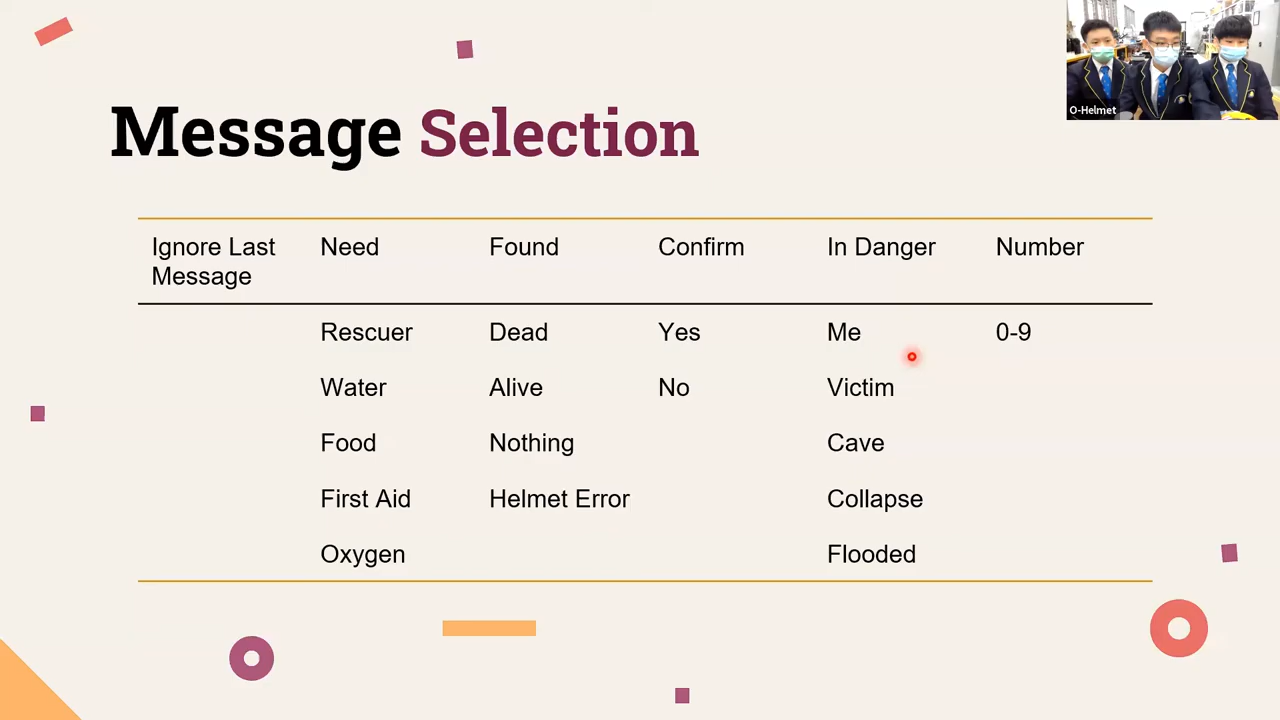 O-Helmet
Message Selection
Ignore Last Message Need Found Confirm In Danger Number
Rescuer Dead Yes Me 0-9
Water Alive No Victim
Food Nothing Cave
First Aid Helmet Error Collapse
Oxygen Flooded